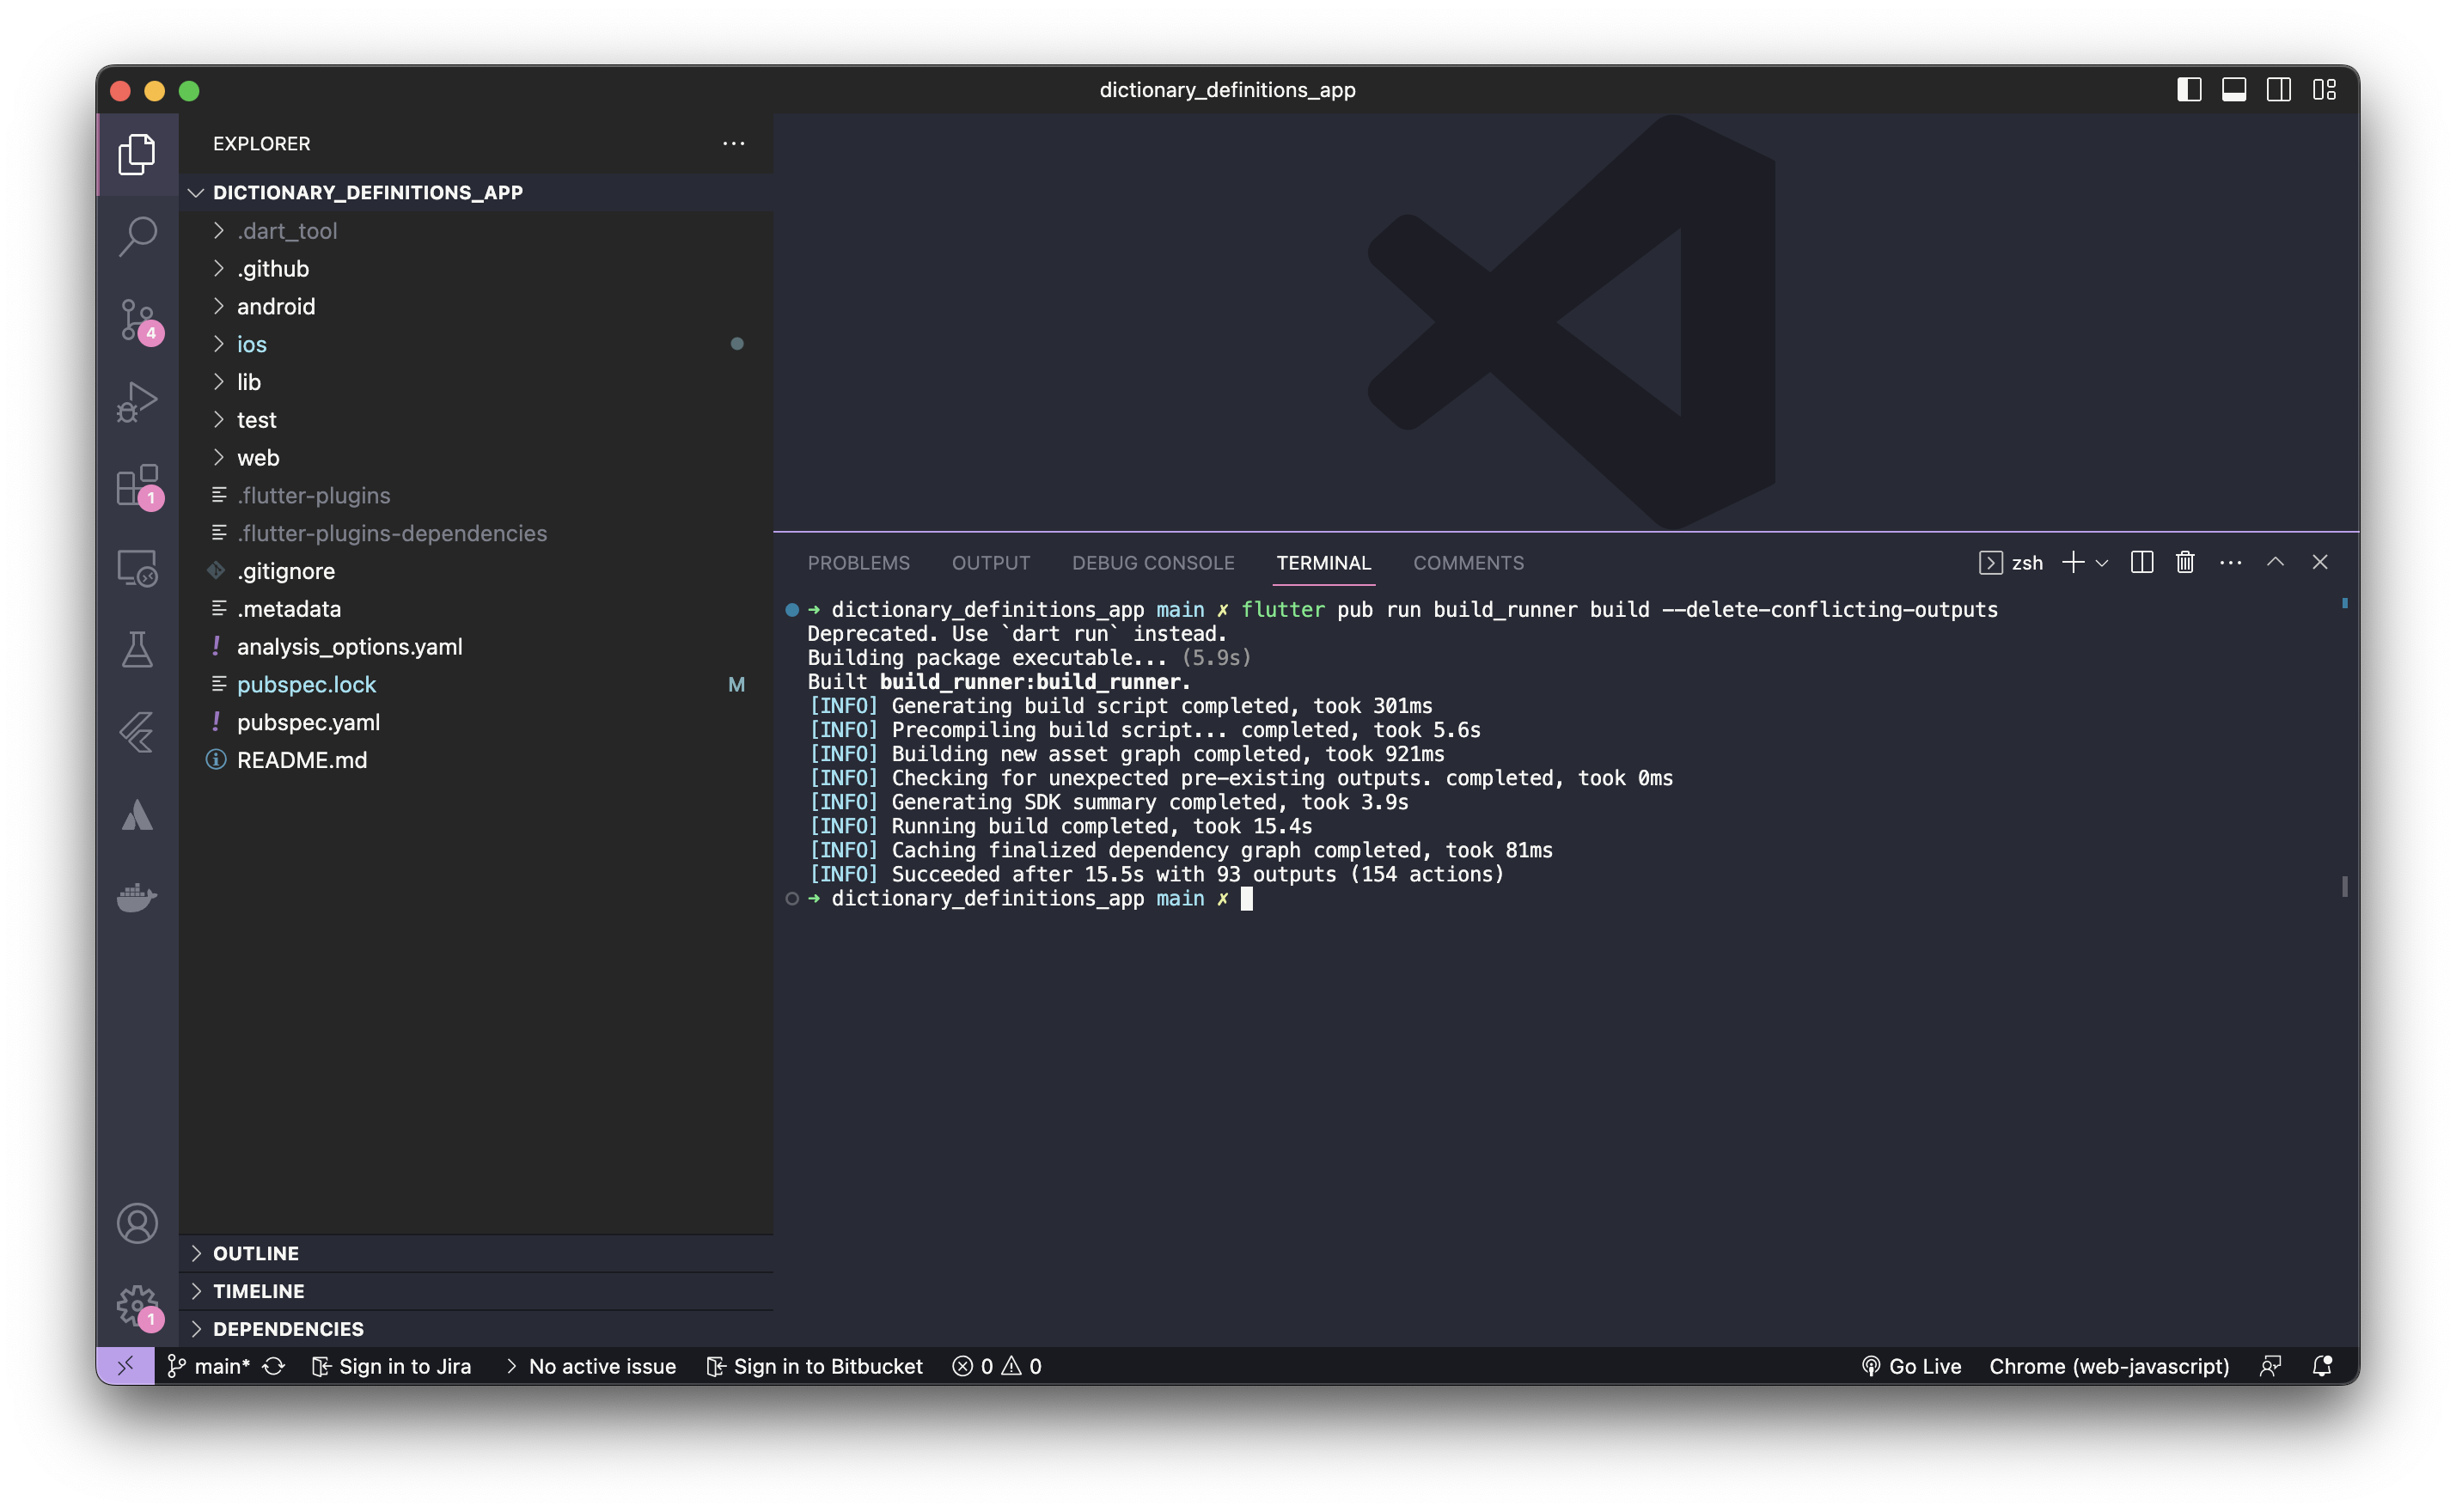 dictionary_definitions_app
EXPLORER
DICTIONARY_DEFINITIONS_APP
.dart_tool
.github
android
ios
lib
test
web
.flutter-plugins
.flutter-plugins-dependencies
.gitignore
.metadata
! analysis_options.yaml
pubspec.lock M
! pubspec.yaml
README.md
OUTLINE
TIMELINE
DEPENDENCIES
4
1
1
PROBLEMS OUTPUT DEBUG CONSOLE TERMINAL COMMENTS zsh
➜ dictionary_definitions_app main ✗ flutter pub run build_runner build --delete-conflicting-outputs
Deprecated. Use `dart run` instead.
Building package executable... (5.9s)
Built build_runner:build_runner.
[INFO] Generating build script completed, took 301ms
[INFO] Precompiling build script... completed, took 5.6s
[INFO] Building new asset graph completed, took 921ms
[INFO] Checking for unexpected pre-existing outputs. completed, took 0ms
[INFO] Generating SDK summary completed, took 3.9s
[INFO] Running build completed, took 15.4s
[INFO] Caching finalized dependency graph completed, took 81ms
[INFO] Succeeded after 15.5s with 93 outputs (154 actions)
➜ dictionary_definitions_app main ✗
main* Sign in to Jira No active issue Sign in to Bitbucket 0 0 Go Live Chrome (web-javascript)